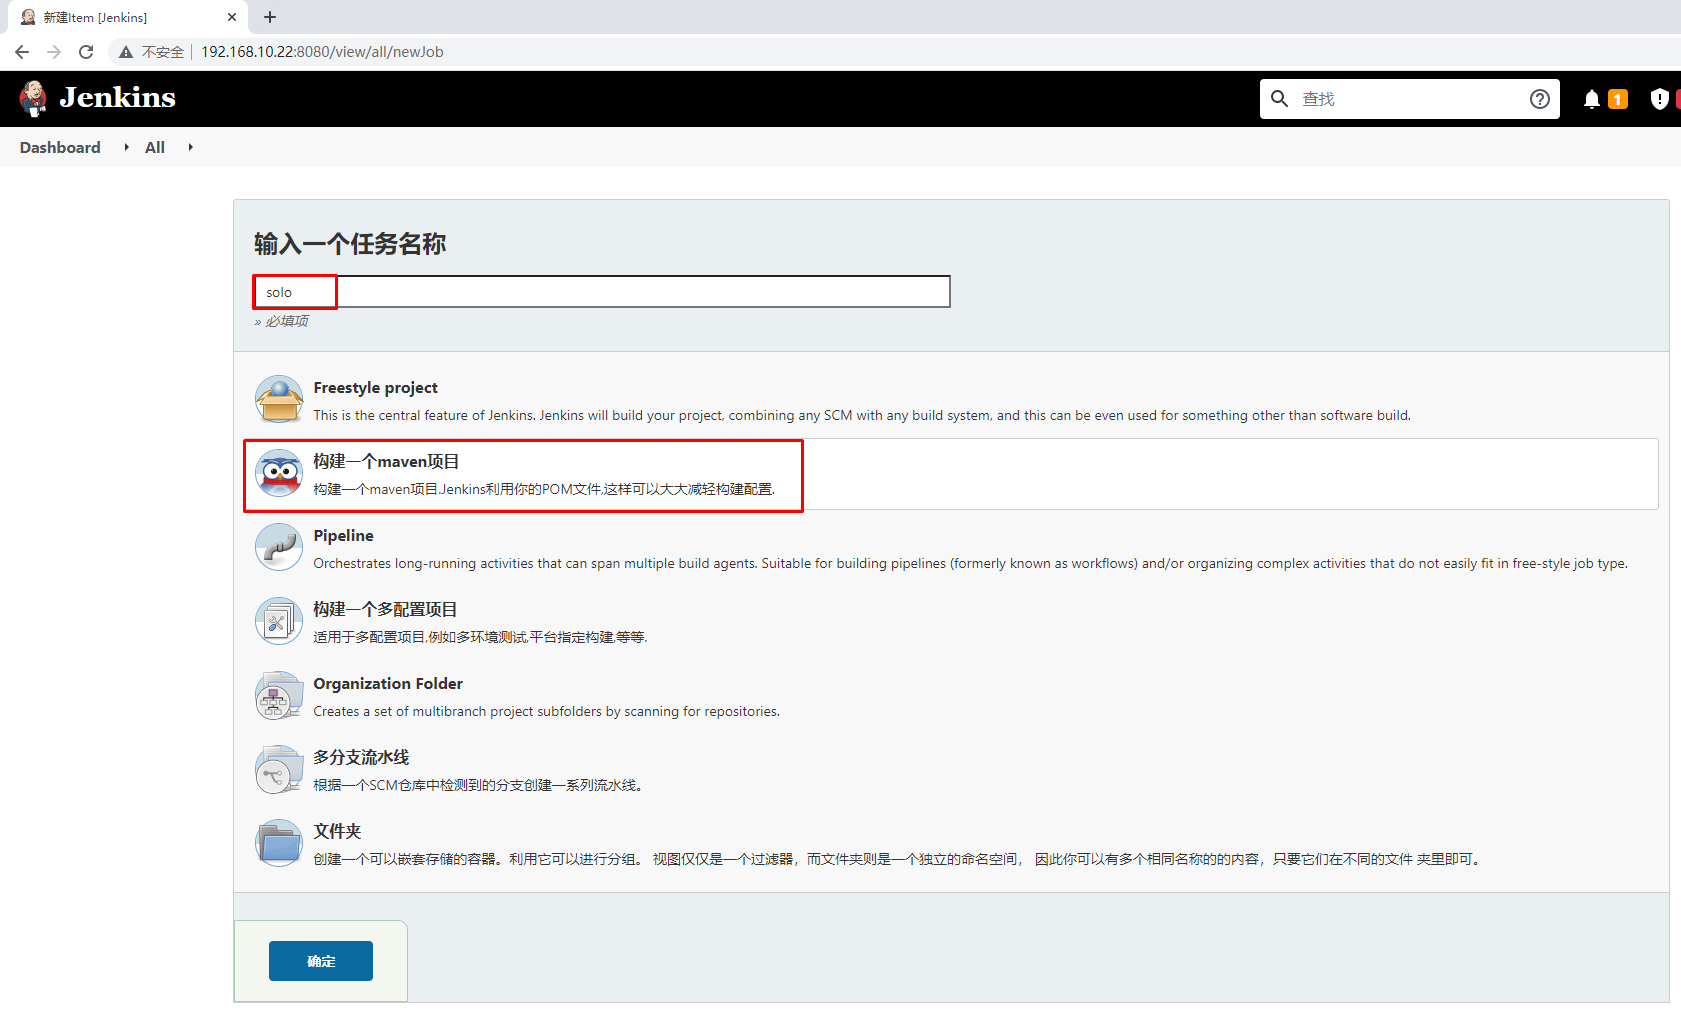 新建Item [Jenkins]
不安全 192.168.10.22:8080/view/all/newJob
Jenkins
查找
1
Dashboard All
输入一个任务名称
solo
» 必填项
Freestyle project
This is the central feature of Jenkins. Jenkins will build your project, combining any SCM with any build system, and this can be even used for something other than software build.
构建一个maven项目
构建一个maven项目.Jenkins利用你的POM文件,这样可以大大减轻构建配置.
Pipeline
Orchestrates long-running activities that can span multiple build agents. Suitable for building pipelines (formerly known as workflows) and/or organizing complex activities that do not easily fit in free-style job type.
构建一个多配置项目
适用于多配置项目,例如多环境测试,平台指定构建,等等.
Organization Folder
Creates a set of multibranch project subfolders by scanning for repositories.
多分支流水线
根据一个SCM仓库中检测到的分支创建一系列流水线。
文件夹
创建一个可以嵌套存储的容器。利用它可以进行分组。 视图仅仅是一个过滤器，而文件夹则是一个独立的命名空间， 因此你可以有多个相同名称的的内容，只要它们在不同的文件 夹里即可。
确定